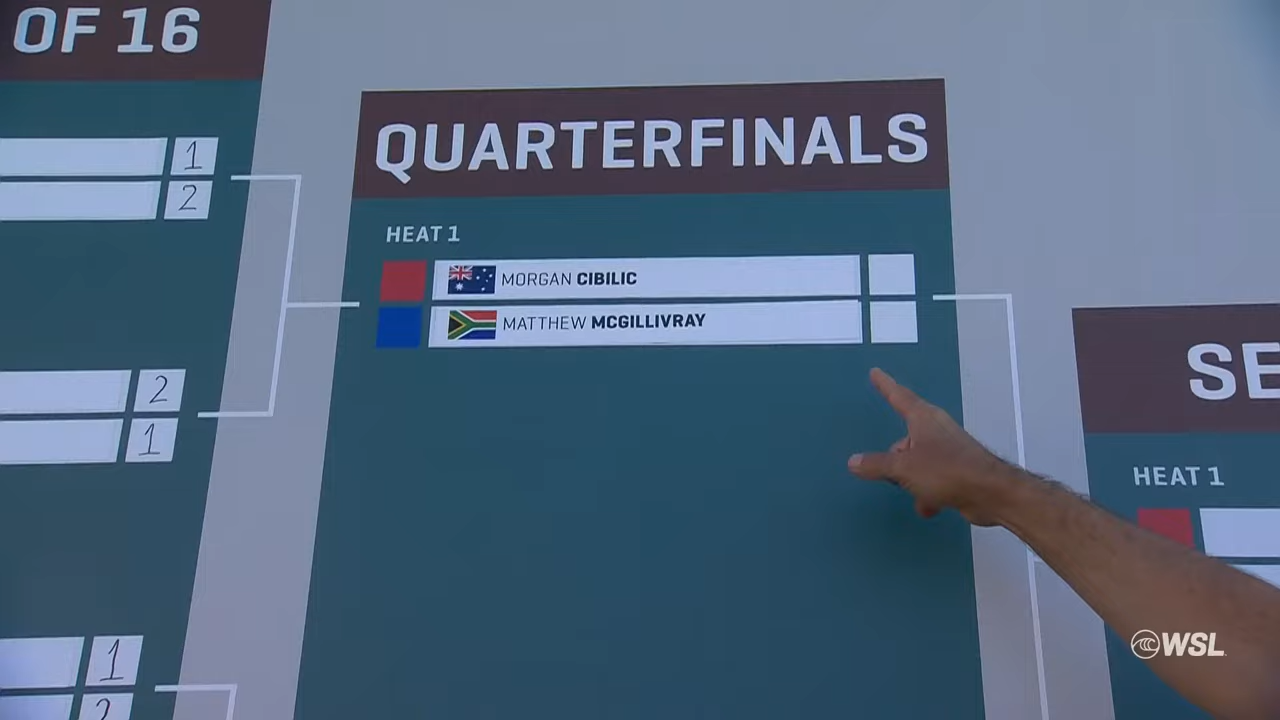 OF 16
1
2
2
1
1
2
QUARTERFINALS
HEAT 1
MORGAN CIBILIC
MATTHEW MCGILLIVRAY
SE
HEAT 1
WSL